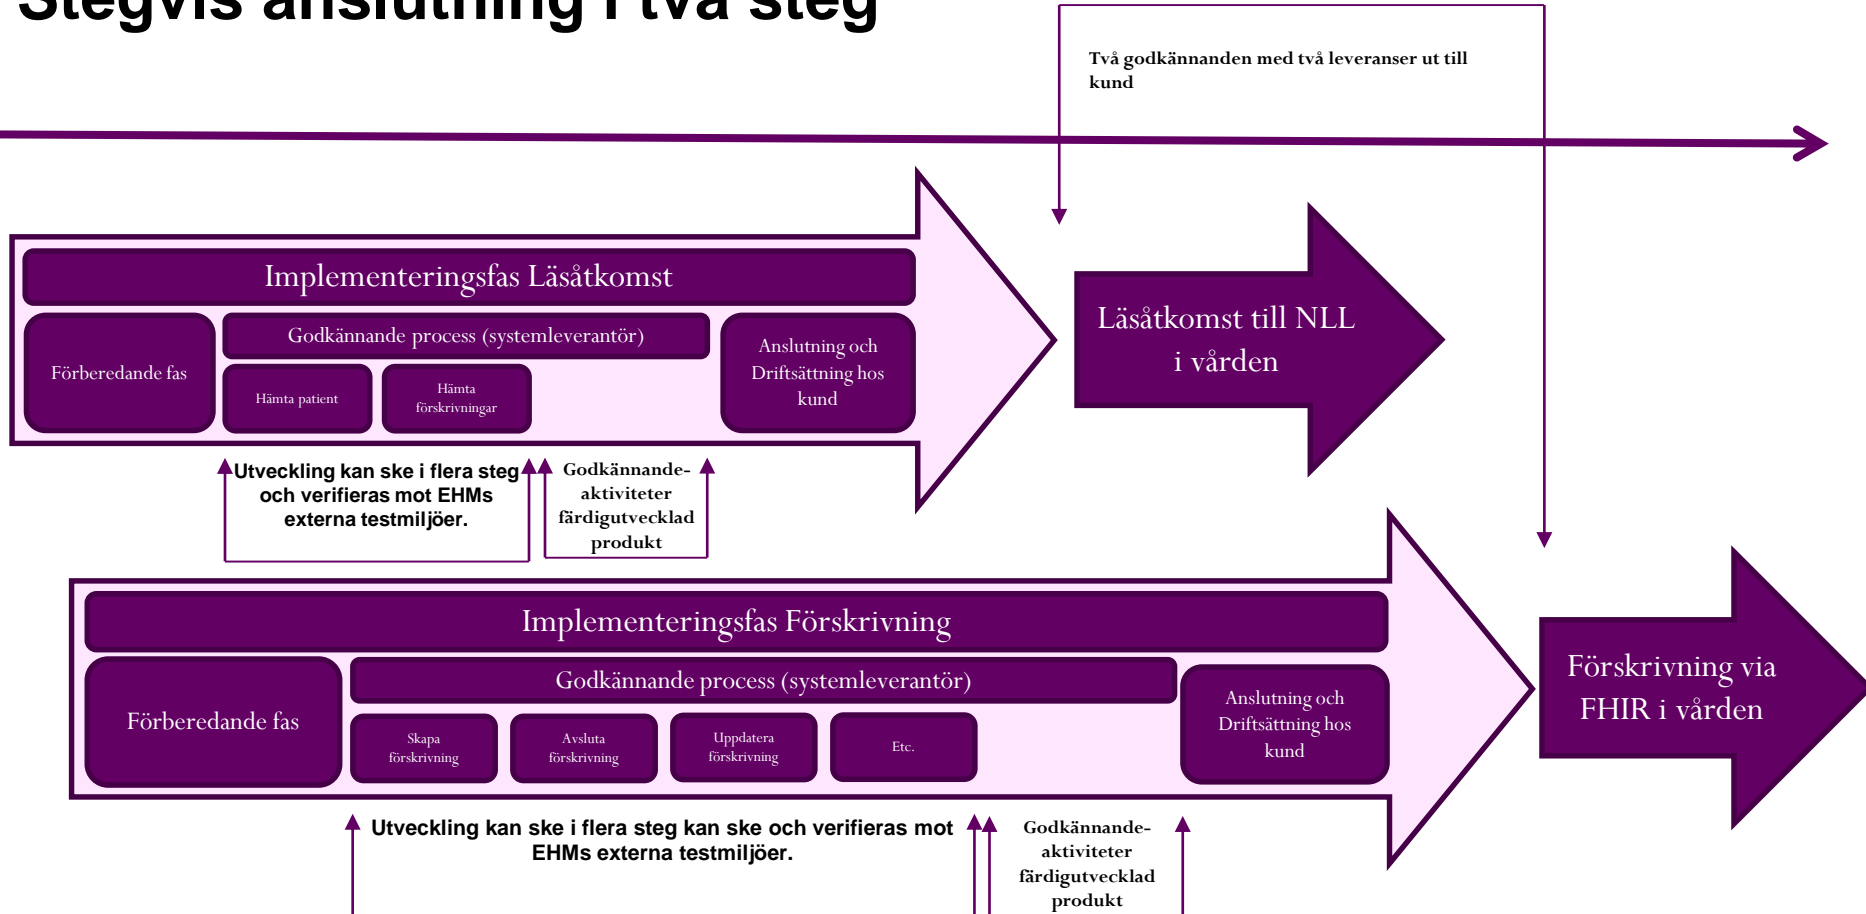 Stegvis anslutning i två steg
Två godkännanden med två leveranser ut till
kund
Implementeringsfas Läsåtkomst
Förberedande fas
Godkännande process (systemleverantör)
Hämta patient
Hämta
förskrivningar
Anslutning och
Driftsättning hos
kund
Läsåtkomst till NLL
i vården
Utveckling kan ske i flera steg
och verifieras mot EHMs
externa testmiljöer.
Godkännande-
aktiviteter
färdigutvecklad
produkt
Implementeringsfas Förskrivning
Förberedande fas
Godkännande process (systemleverantör)
Skapa
förskrivning
Avsluta
förskrivning
Uppdatera
förskrivning
Etc.
Anslutning och
Driftsättning hos
kund
Förskrivning via
FHIR i vården
Utveckling kan ske i flera steg kan ske och verifieras mot
EHMs externa testmiljöer.
Godkännande-
aktiviteter
färdigutvecklad
produkt